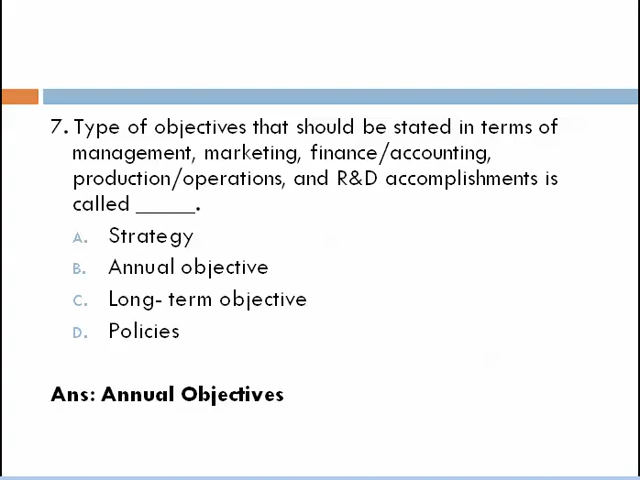 7. Type of objectives that should be stated in terms of
management, marketing, finance/accounting,
production/operations, and R&D accomplishments is
called _____.
A. Strategy
B. Annual objective
C. Long- term objective
D. Policies
Ans: Annual Objectives